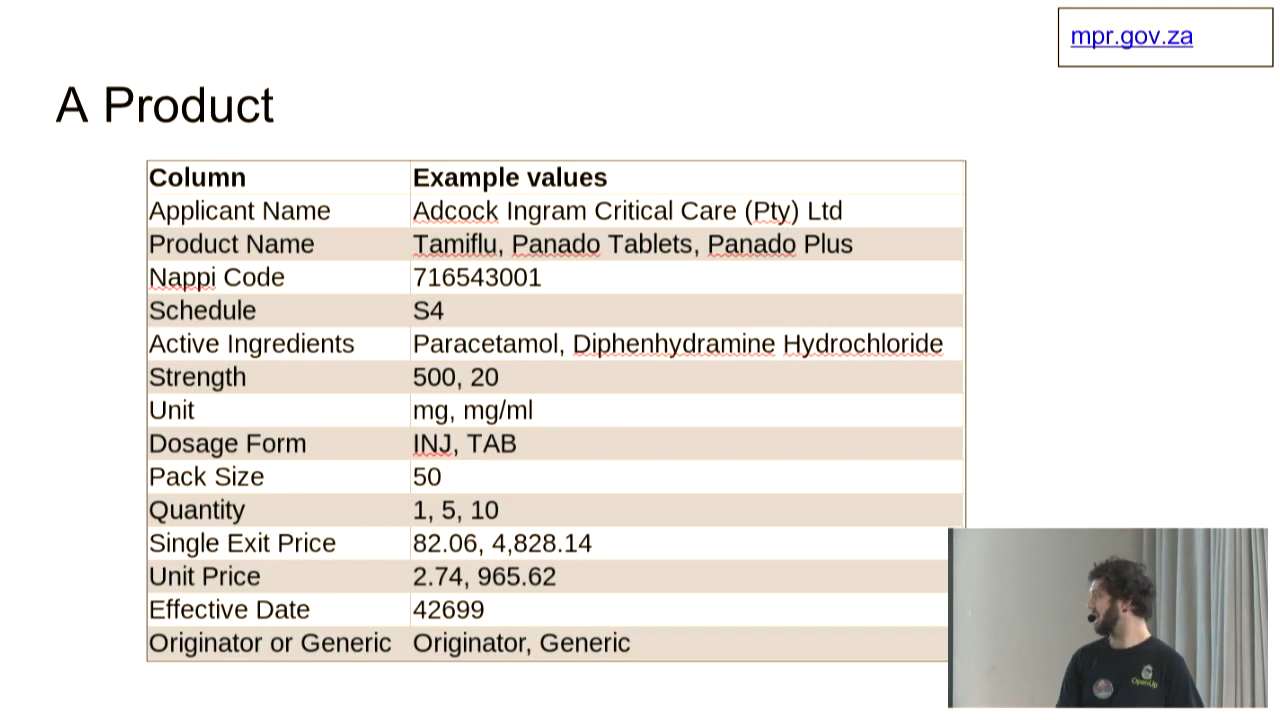 mpr.gov.za
A Product
Column Example values
Applicant Name Adcock Ingram Critical Care (Pty) Ltd
Product Name Tamiflu, Panado Tablets, Panado Plus
Nappi Code 716543001
Schedule S4
Active Ingredients Paracetamol, Diphenhydramine Hydrochloride
Strength 500, 20
Unit mg, mg/ml
Dosage Form INJ, TAB
Pack Size 50
Quantity 1, 5, 10
Single Exit Price 82.06, 4,828.14
Unit Price 2.74, 965.62
Effective Date 42699
Originator or Generic Originator, Generic
OpenUp